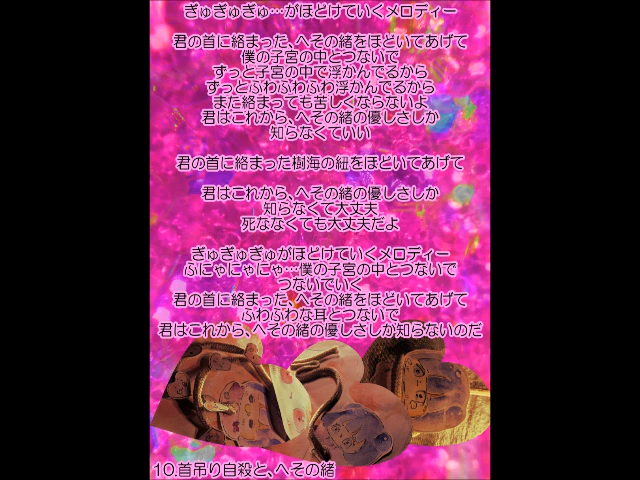 ぎゅぎゅぎゅ…がほどけていくメロディー
君の首に絡まった、へその緒をほどいてあげて
僕の子宮の中とつないで
ずっと子宮の中で浮かんでるから
ずっとふわふわふわ浮かんでるから
また絡まっても苦しくならないよ
君はこれから、へその緒の優しさしか
知らなくていい
君の首に絡まった樹海の紐をほどいてあげて
君はこれから、へその緒の優しさしか
知らなくて大丈夫
死ななくても大丈夫だよ
ぎゅぎゅぎゅがほどけていくメロディー
ふにゃにゃにゃ…僕の子宮の中とつないで
つないでいく
君の首に絡まった、へその緒をほどいてあげて
ふわふわな耳とつないで
君はこれから、へその緒の優しさしか知らないのだ
10.首吊り自殺と、へその緒